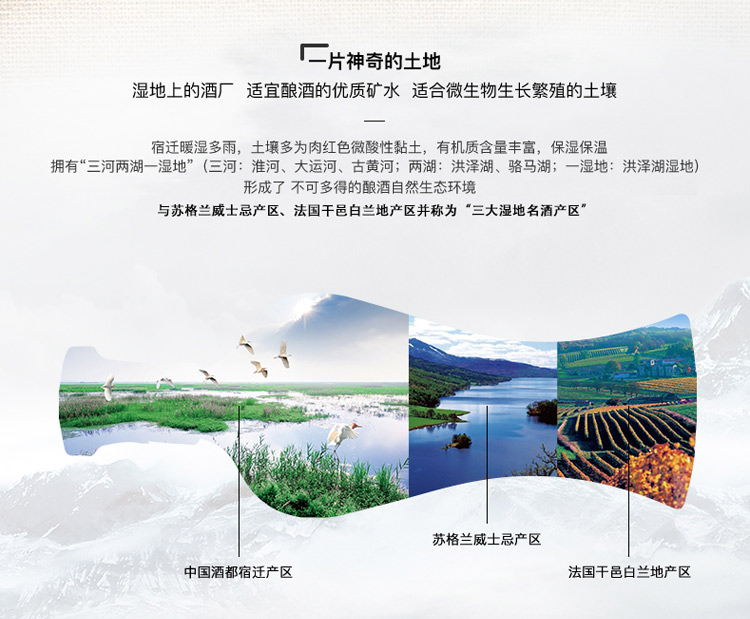 一片神奇的土地
湿地上的酒厂 适宜酿酒的优质矿水 适合微生物生长繁殖的土壤
宿迁暖湿多雨，土壤多为肉红色微酸性黏土，有机质含量丰富，保湿保温
拥有“三河两湖一湿地”（三河：淮河、大运河、古黄河；两湖：洪泽湖、骆马湖；一湿地：洪泽湖湿地）
形成了 不可多得的酿酒自然生态环境
与苏格兰威士忌产区、法国干邑白兰地产区并称为“三大湿地名酒产区”
苏格兰威士忌产区
中国酒都宿迁产区
法国干邑白兰地产区